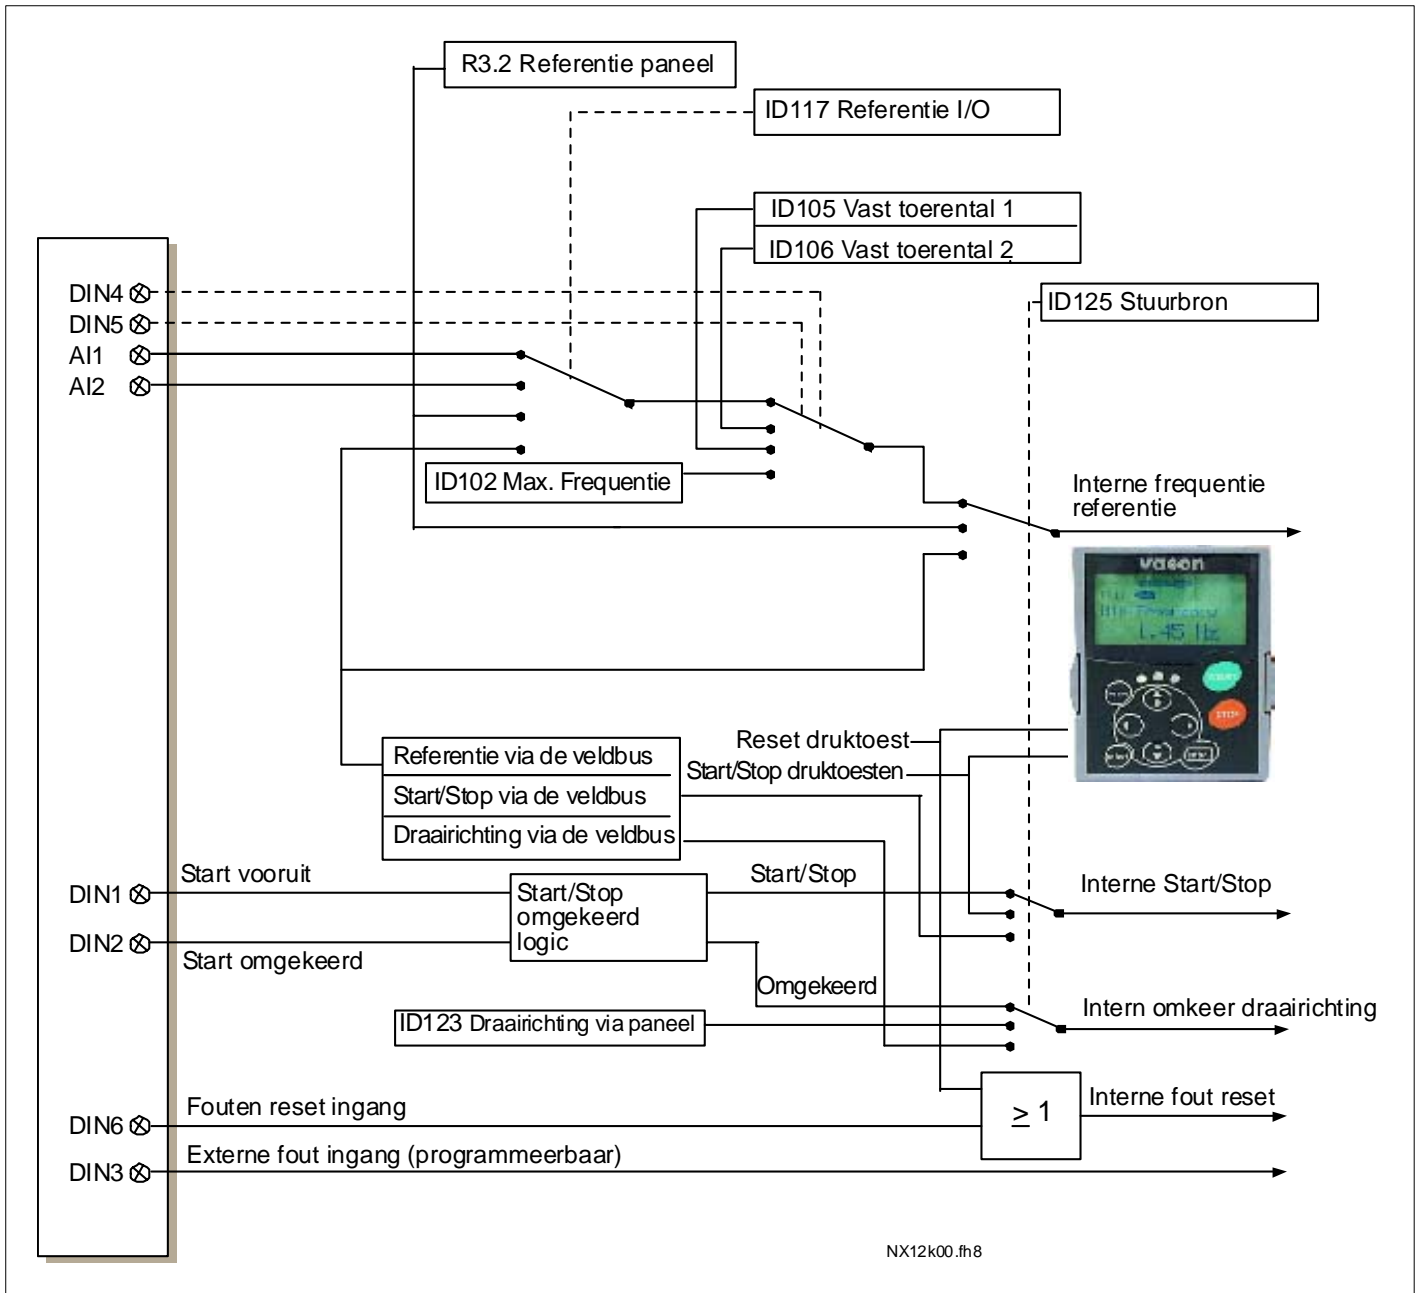 R3.2 Referentie paneel
ID117 Referentie I/O
ID105 Vast toerental 1
ID106 Vast toerental 2
DIN4
DIN5
AI1
AI2
ID125 Stuurbron
ID102 Max. Frequentie
Interne frequentie
referentie
vacon
1.45 Hz
STOP
Reset druktoest
Start/Stop druktoesten
Referentie via de veldbus
Start/Stop via de veldbus
Draairichting via de veldbus
DIN1
Start vooruit
Start/Stop
omgekeerd
logic
Start/Stop
Interne Start/Stop
DIN2
Start omgekeerd
Omgekeerd
ID123 Draairichting via paneel
Intern omkeer draairichting
DIN6
Fouten reset ingang
≥ 1
Interne fout reset
DIN3
Externe fout ingang (programmeerbaar)
NX12k00.fh8